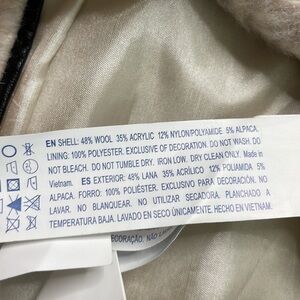 EN SHELL: 48% WOOL 35% ACRYLIC 12% NYLON/POLYAMIDE 5% ALPACA.
LINING: 100% POLYESTER. EXCLUSIVE OF DECORATION. DO NOT WASH. DO
NOT BLEACH. DO NOT TUMBLE DRY. IRON LOW. DRY CLEAN ONLY. Made in
Vietnam. ES EXTERIOR: 48% LANA 35% ACRÍLICO 12% POLIAMIDA 5%
ALPACA. FORRO: 100% POLIÉSTER. EXCLUSIVO PARA DECORACIÓN. NO
LAVAR. NO BLANQUEAR. NO UTILIZAR SECADORA. PLANCHADO A
TEMPERATURA BAJA. LAVADO EN SECO ÚNICAMENTE. HECHO EN VIETNAM.
DECORAÇÃO. NÃO